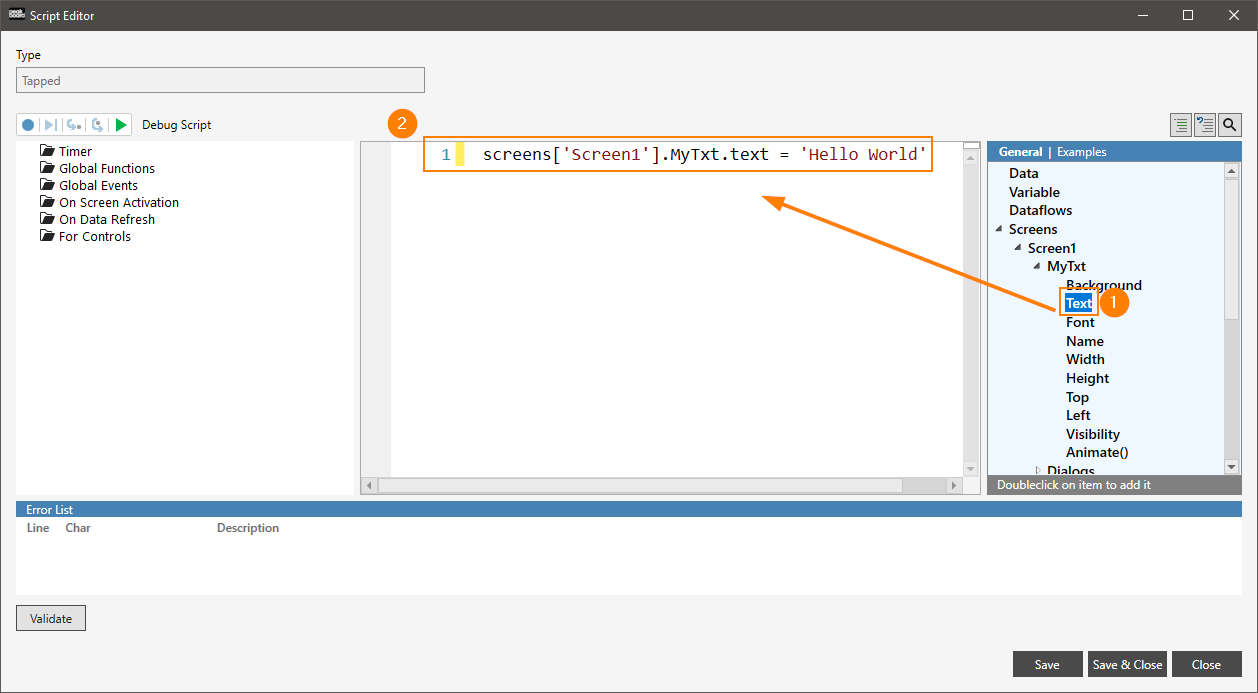 Script Editor
Type
Tapped
Debug Script
Timer
Global Functions
Global Events
On Screen Activation
On Data Refresh
For Controls
2
1 screens['Screen1'].MyTxt.text = 'Hello World'
General | Examples
Data
Variable
Dataflows
Screens
Screen1
MyTxt
Background
Text
1
Font
Name
Width
Height
Top
Left
Visibility
Animate()
Dialogs
Doubleclick on item to add it
Error List
Line Char Description
Validate
Save Save & Close Close